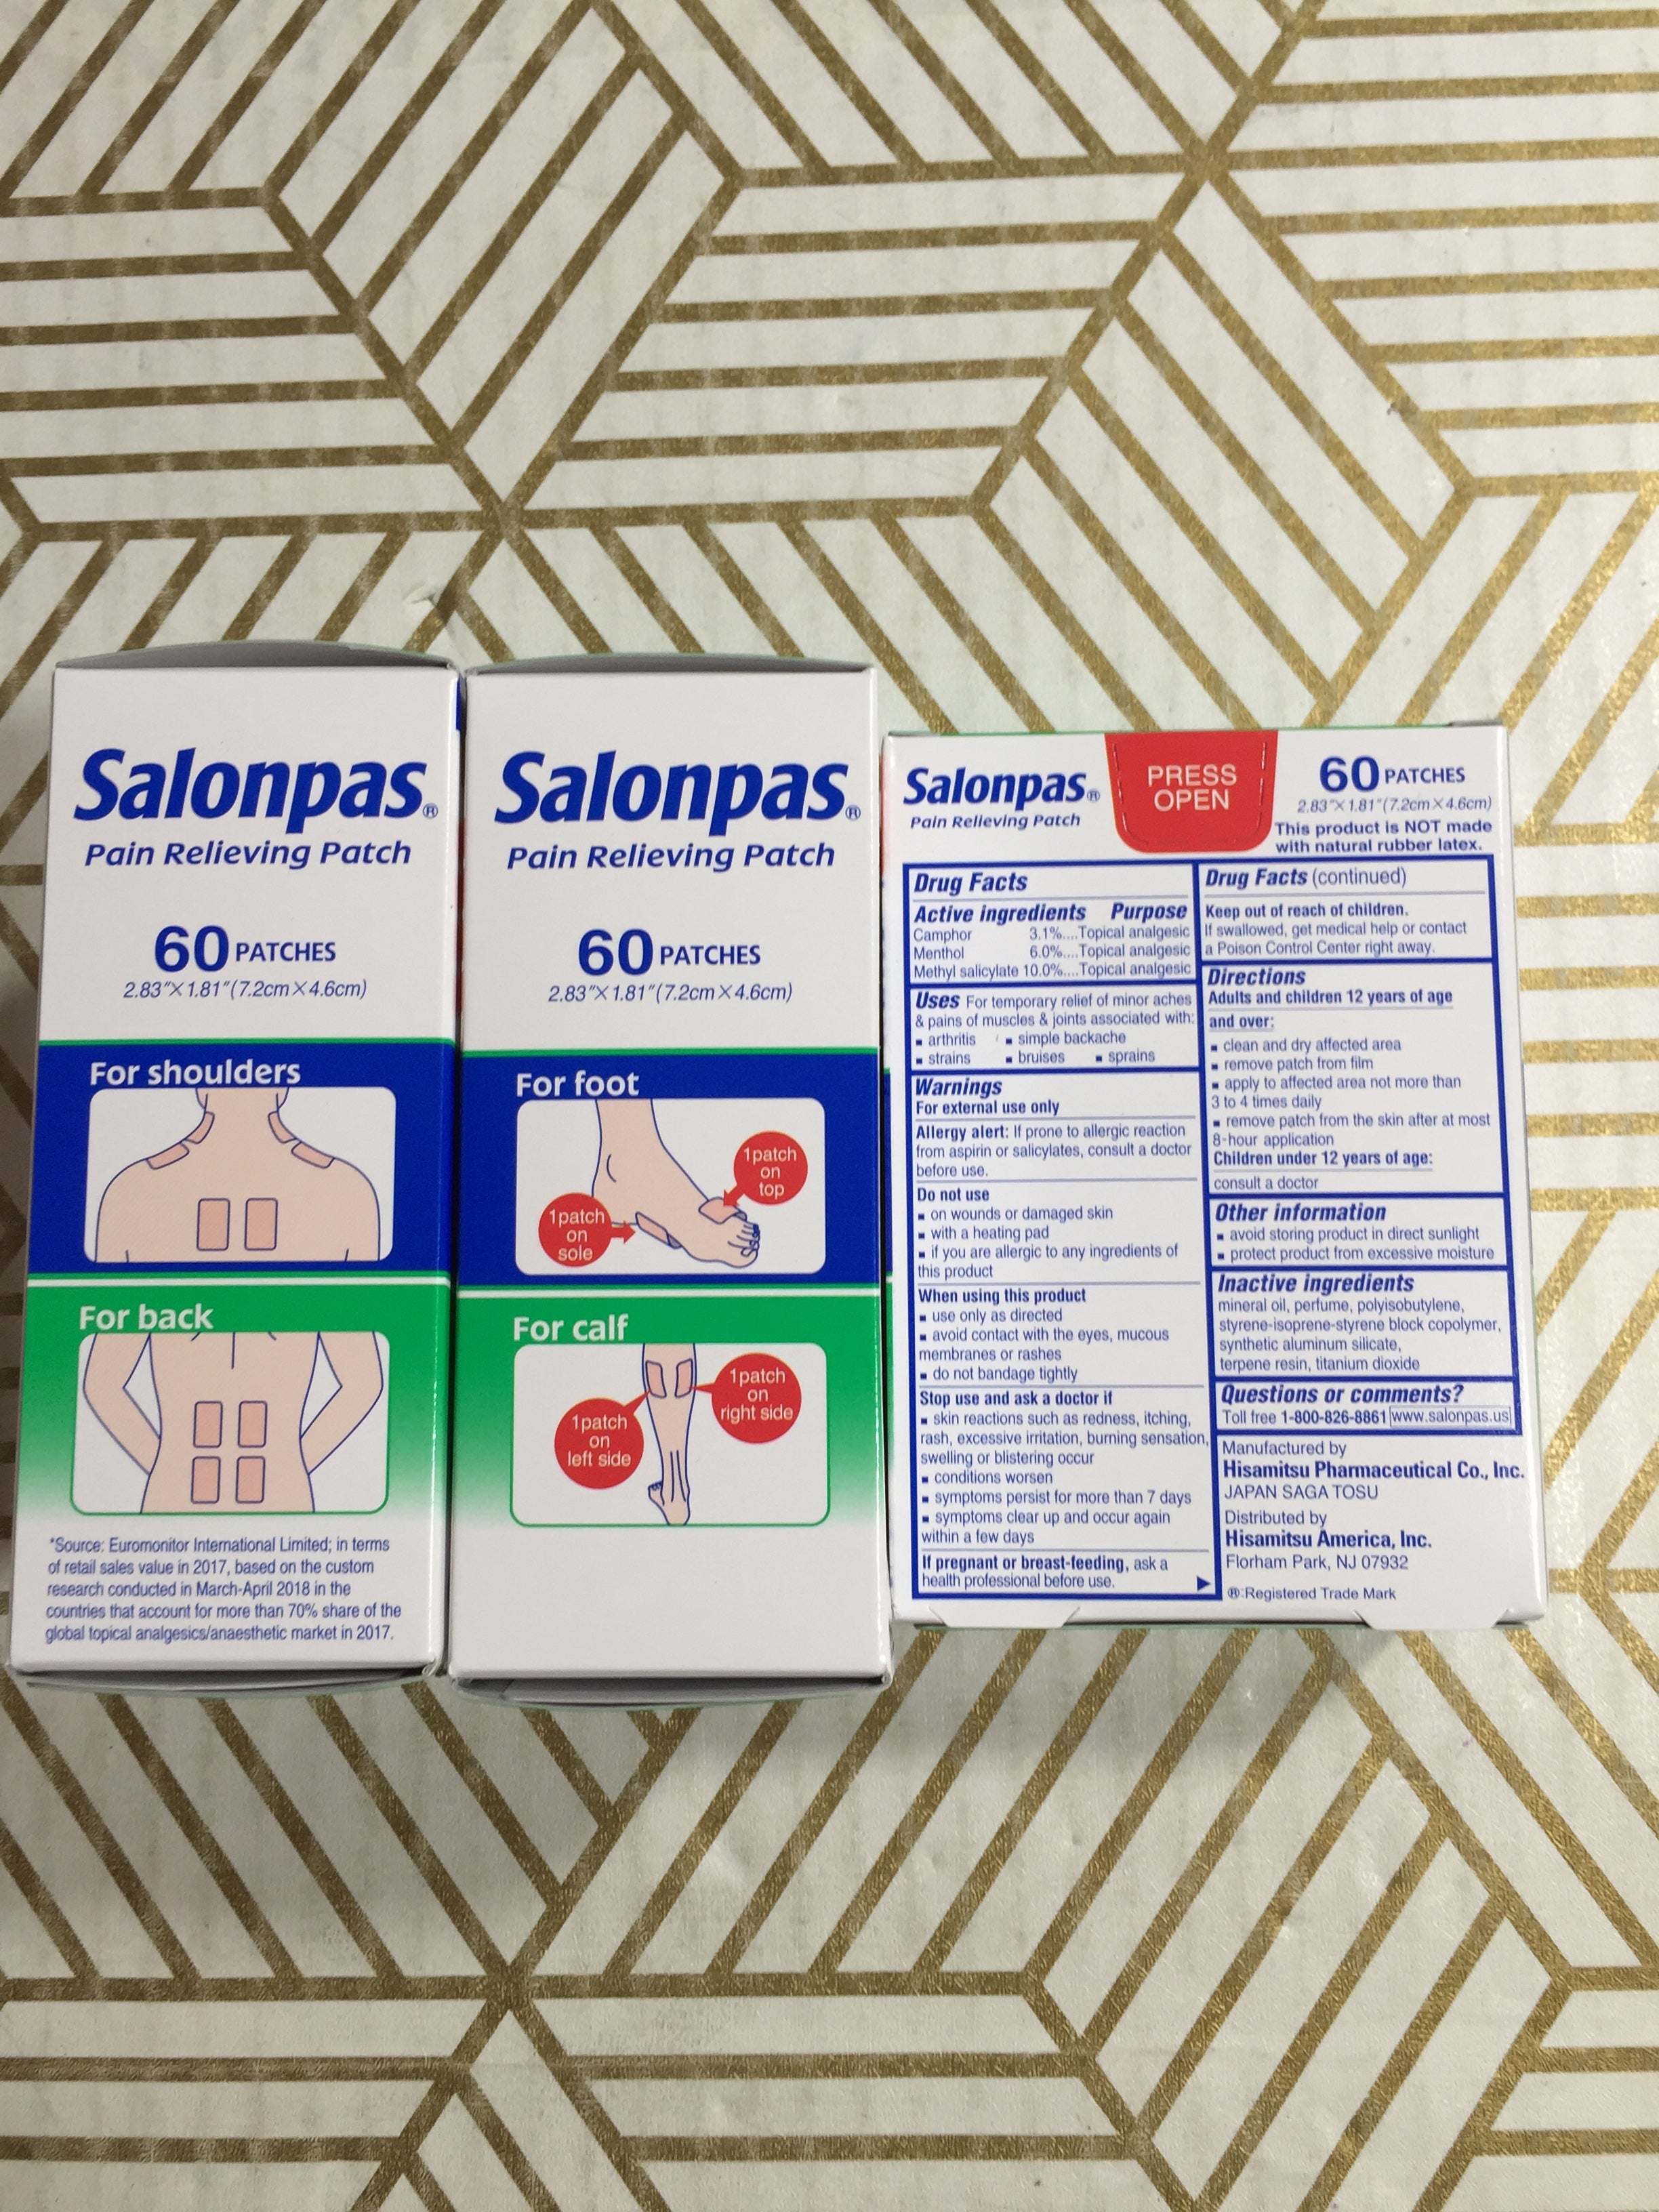 Salonpas®
Pain Relieving Patch
60 PATCHES
2.83"×1.81"(7.2cm×4.6cm)
For shoulders
For back
*Source: Euromonitor International Limited; in terms
of retail sales value in 2017, based on the custom
research conducted in March-April 2018 in the
countries that account for more than 70% share of the
global topical analgesics/anaesthetic market in 2017.
Salonpas®
Pain Relieving Patch
60 PATCHES
2.83"×1.81"(7.2cm×4.6cm)
For foot
1patch
on
top
1patch
on
sole
For calf
1patch
on
right side
1patch
on
left side
Salonpas®
Pain Relieving Patch
PRESS
OPEN
60 PATCHES
2.83"×1.81"(7.2cm×4.6cm)
This product is NOT made
with natural rubber latex.
Drug Facts
Active ingredients Purpose
Camphor 3.1%....Topical analgesic
Menthol 6.0%....Topical analgesic
Methyl salicylate 10.0%....Topical analgesic
Uses For temporary relief of minor aches
& pains of muscles & joints associated with:
▪ arthritis ▪ simple backache
▪ strains ▪ bruises ▪ sprains
Warnings
For external use only
Allergy alert: If prone to allergic reaction
from aspirin or salicylates, consult a doctor
before use.
Do not use
▪ on wounds or damaged skin
▪ with a heating pad
▪ if you are allergic to any ingredients of
this product
When using this product
▪ use only as directed
▪ avoid contact with the eyes, mucous
membranes or rashes
▪ do not bandage tightly
Stop use and ask a doctor if
▪ skin reactions such as redness, itching,
rash, excessive irritation, burning sensation,
swelling or blistering occur
▪ conditions worsen
▪ symptoms persist for more than 7 days
▪ symptoms clear up and occur again
within a few days
If pregnant or breast-feeding, ask a
health professional before use.
Drug Facts (continued)
Keep out of reach of children.
If swallowed, get medical help or contact
a Poison Control Center right away.
Directions
Adults and children 12 years of age
and over:
▪ clean and dry affected area
▪ remove patch from film
▪ apply to affected area not more than
3 to 4 times daily
▪ remove patch from the skin after at most
8-hour application
Children under 12 years of age:
consult a doctor
Other information
▪ avoid storing product in direct sunlight
▪ protect product from excessive moisture
Inactive ingredients
mineral oil, perfume, polyisobutylene,
styrene-isoprene-styrene block copolymer,
synthetic aluminum silicate,
terpene resin, titanium dioxide
Questions or comments?
Toll free 1-800-826-8861 www.salonpas.us
Manufactured by
Hisamitsu Pharmaceutical Co., Inc.
JAPAN SAGA TOSU
Distributed by
Hisamitsu America, Inc.
Florham Park, NJ 07932
®:Registered Trade Mark